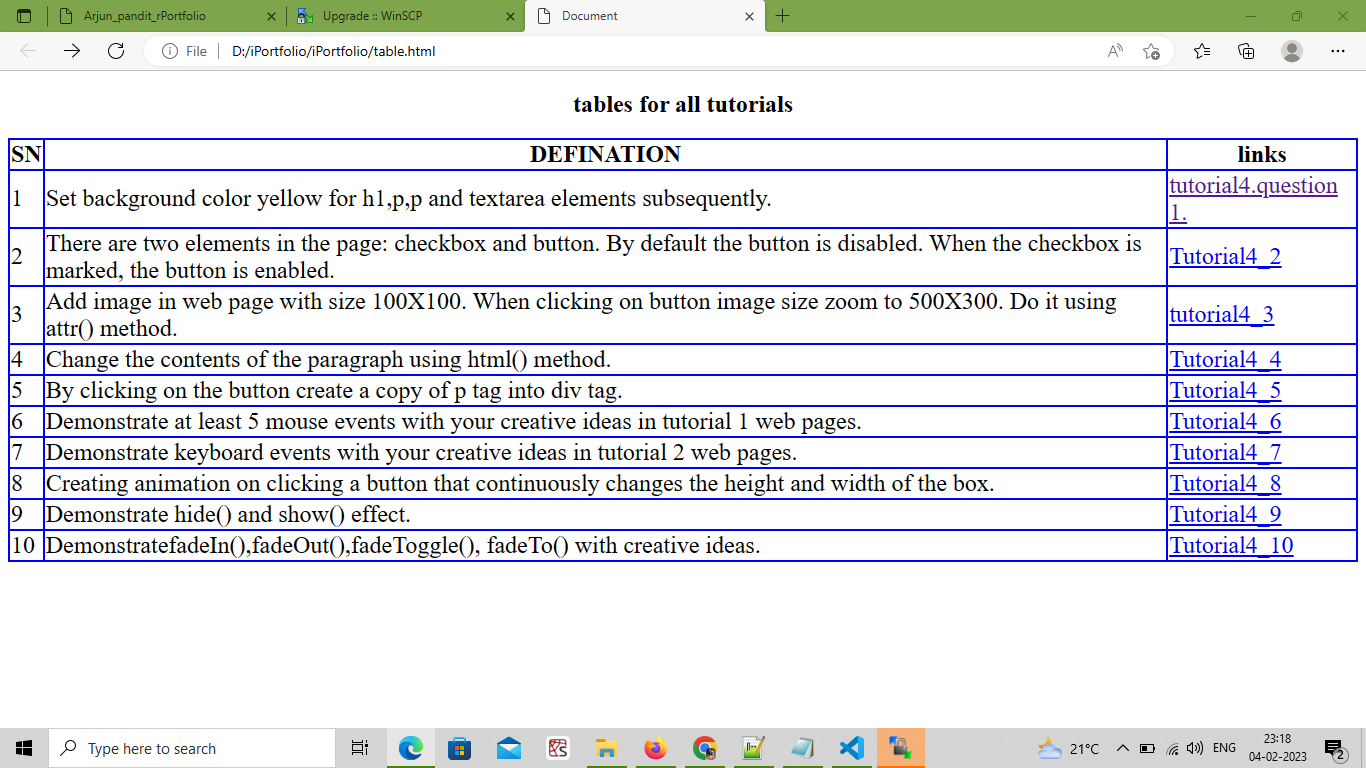 Arjun_pandit_rPortfolio
Upgrade :: WinSCP
Document
File
D:/iPortfolio/iPortfolio/table.html
tables for all tutorials
SN DEFINATION links
1 Set background color yellow for h1,p,p and textarea elements subsequently. tutorial4.question
1.
2 There are two elements in the page: checkbox and button. By default the button is disabled. When the checkbox is
marked, the button is enabled. Tutorial4_2
3 Add image in web page with size 100X100. When clicking on button image size zoom to 500X300. Do it using
attr() method. tutorial4_3
4 Change the contents of the paragraph using html() method. Tutorial4_4
5 By clicking on the button create a copy of p tag into div tag. Tutorial4_5
6 Demonstrate at least 5 mouse events with your creative ideas in tutorial 1 web pages. Tutorial4_6
7 Demonstrate keyboard events with your creative ideas in tutorial 2 web pages. Tutorial4_7
8 Creating animation on clicking a button that continuously changes the height and width of the box. Tutorial4_8
9 Demonstrate hide() and show() effect. Tutorial4_9
10 DemonstratefadeIn(),fadeOut(),fadeToggle(), fadeTo() with creative ideas. Tutorial4_10
Type here to search
21°C
ENG
23:18
04-02-2023
2